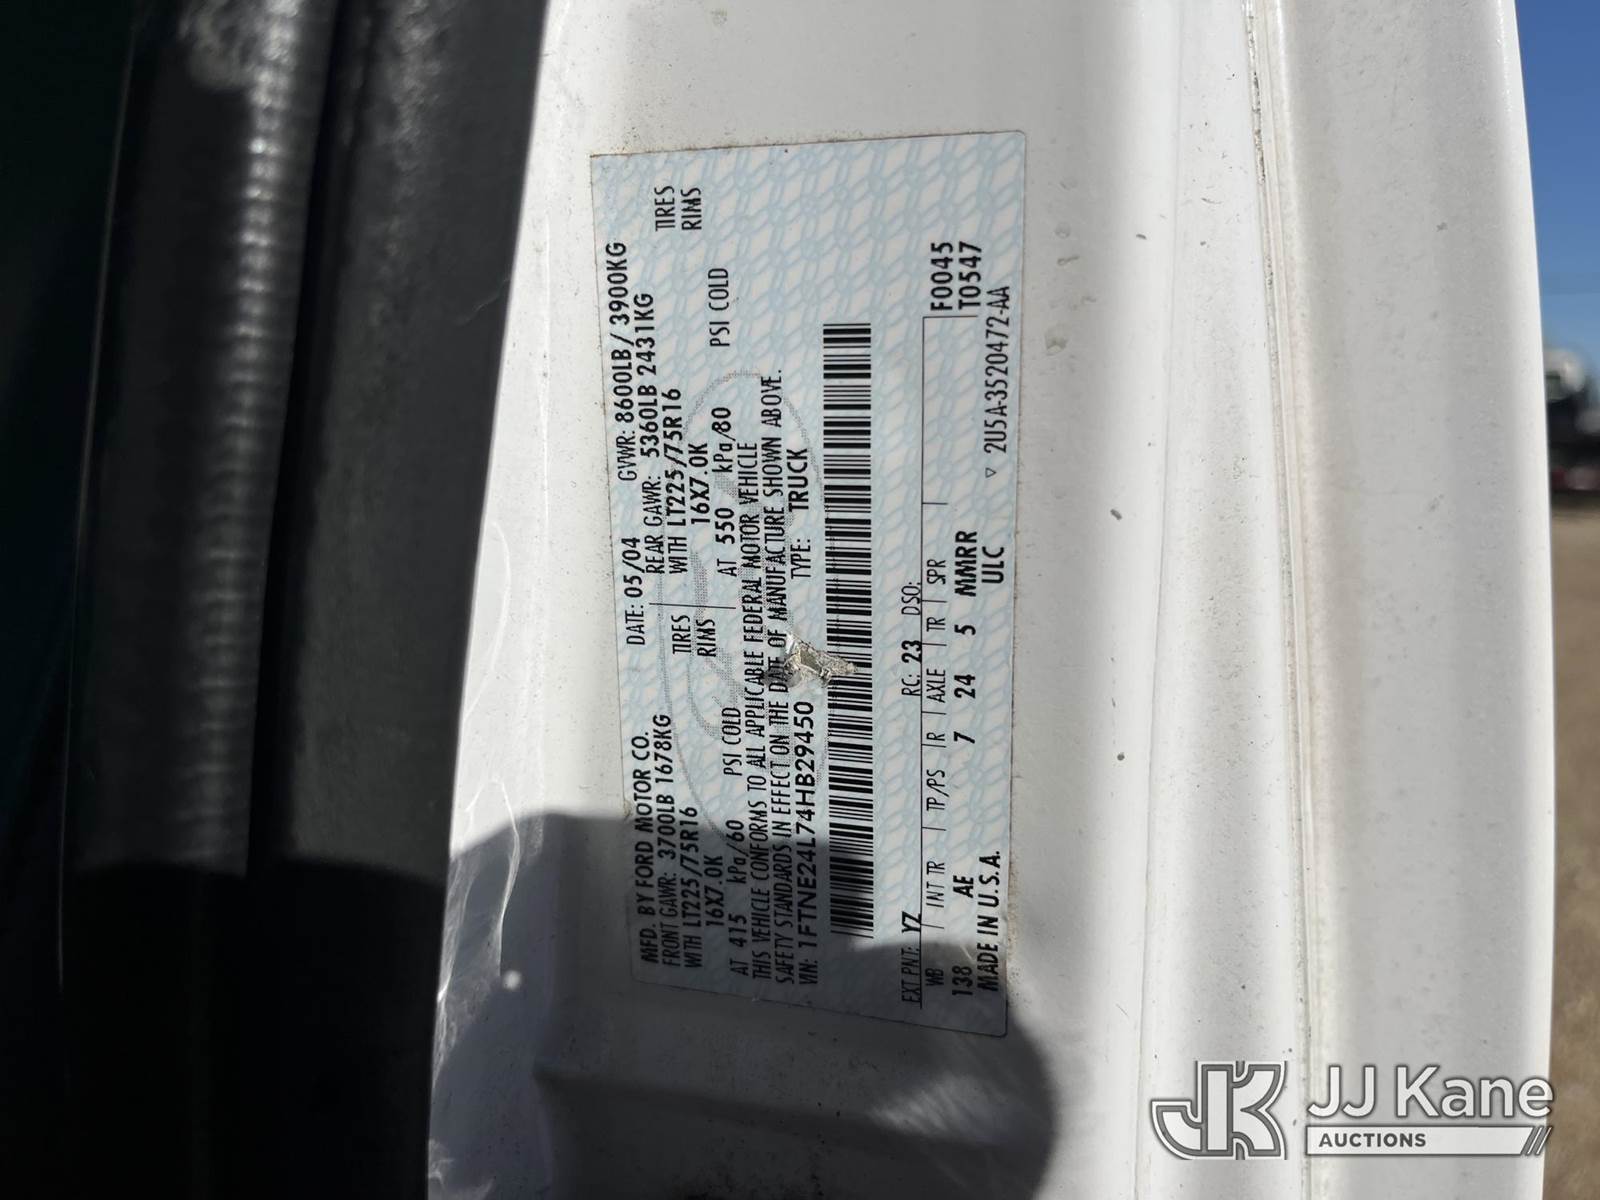 MFD. BY FORD MOTOR CO.
DATE: 05/04 GVWR: 8600LB/3900KG
FRONT GAWR: 3700LB 1678KG REAR GAWR: 5360LB 2431KG
WITH LT225/75R16 TIRES WITH LT225/75R16 TIRES
16X7.0K RIMS 16X7.0K RIMS
AT 415 kPa/60 PSI COLD AT 550 kPa/80 PSI COLD
THIS VEHICLE CONFORMS TO ALL APPLICABLE FEDERAL MOTOR VEHICLE
SAFETY STANDARDS IN EFFECT ON THE DATE OF MANUFACTURE SHOWN ABOVE.
VIN: 1FTNE24L74HB29450 TYPE: TRUCK
EXT PNT: YZ RC: 23 DSO:
WB INT TR TP/PS R AXLE TR SPR F0045
138 AE 7 24 5 MMRR T0547
MADE IN U.S.A. ULC ▽ 2U5A-3520472-AA
JK JJ Kane
AUCTIONS